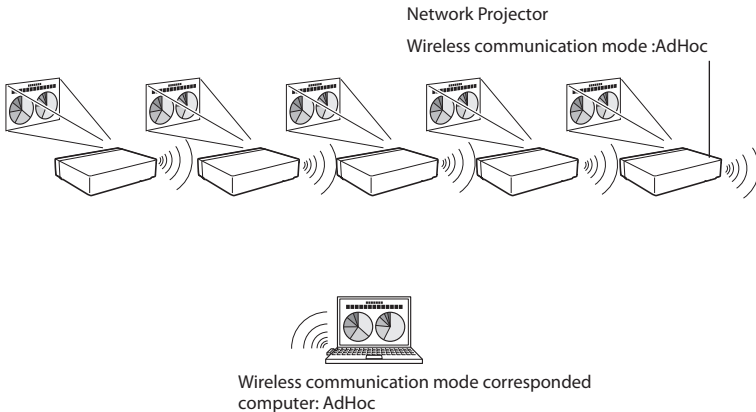 Network Projector
Wireless communication mode :AdHoc
Wireless communication mode corresponded
computer: AdHoc